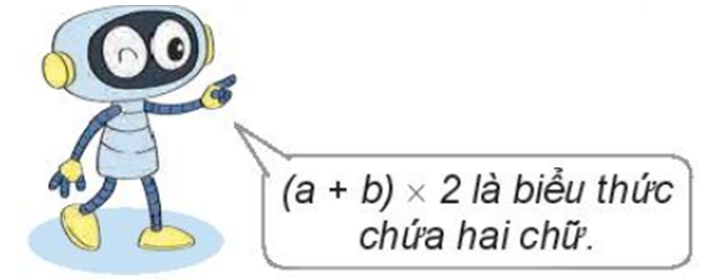 (a + b) × 2 là biểu thức
chứa hai chữ.